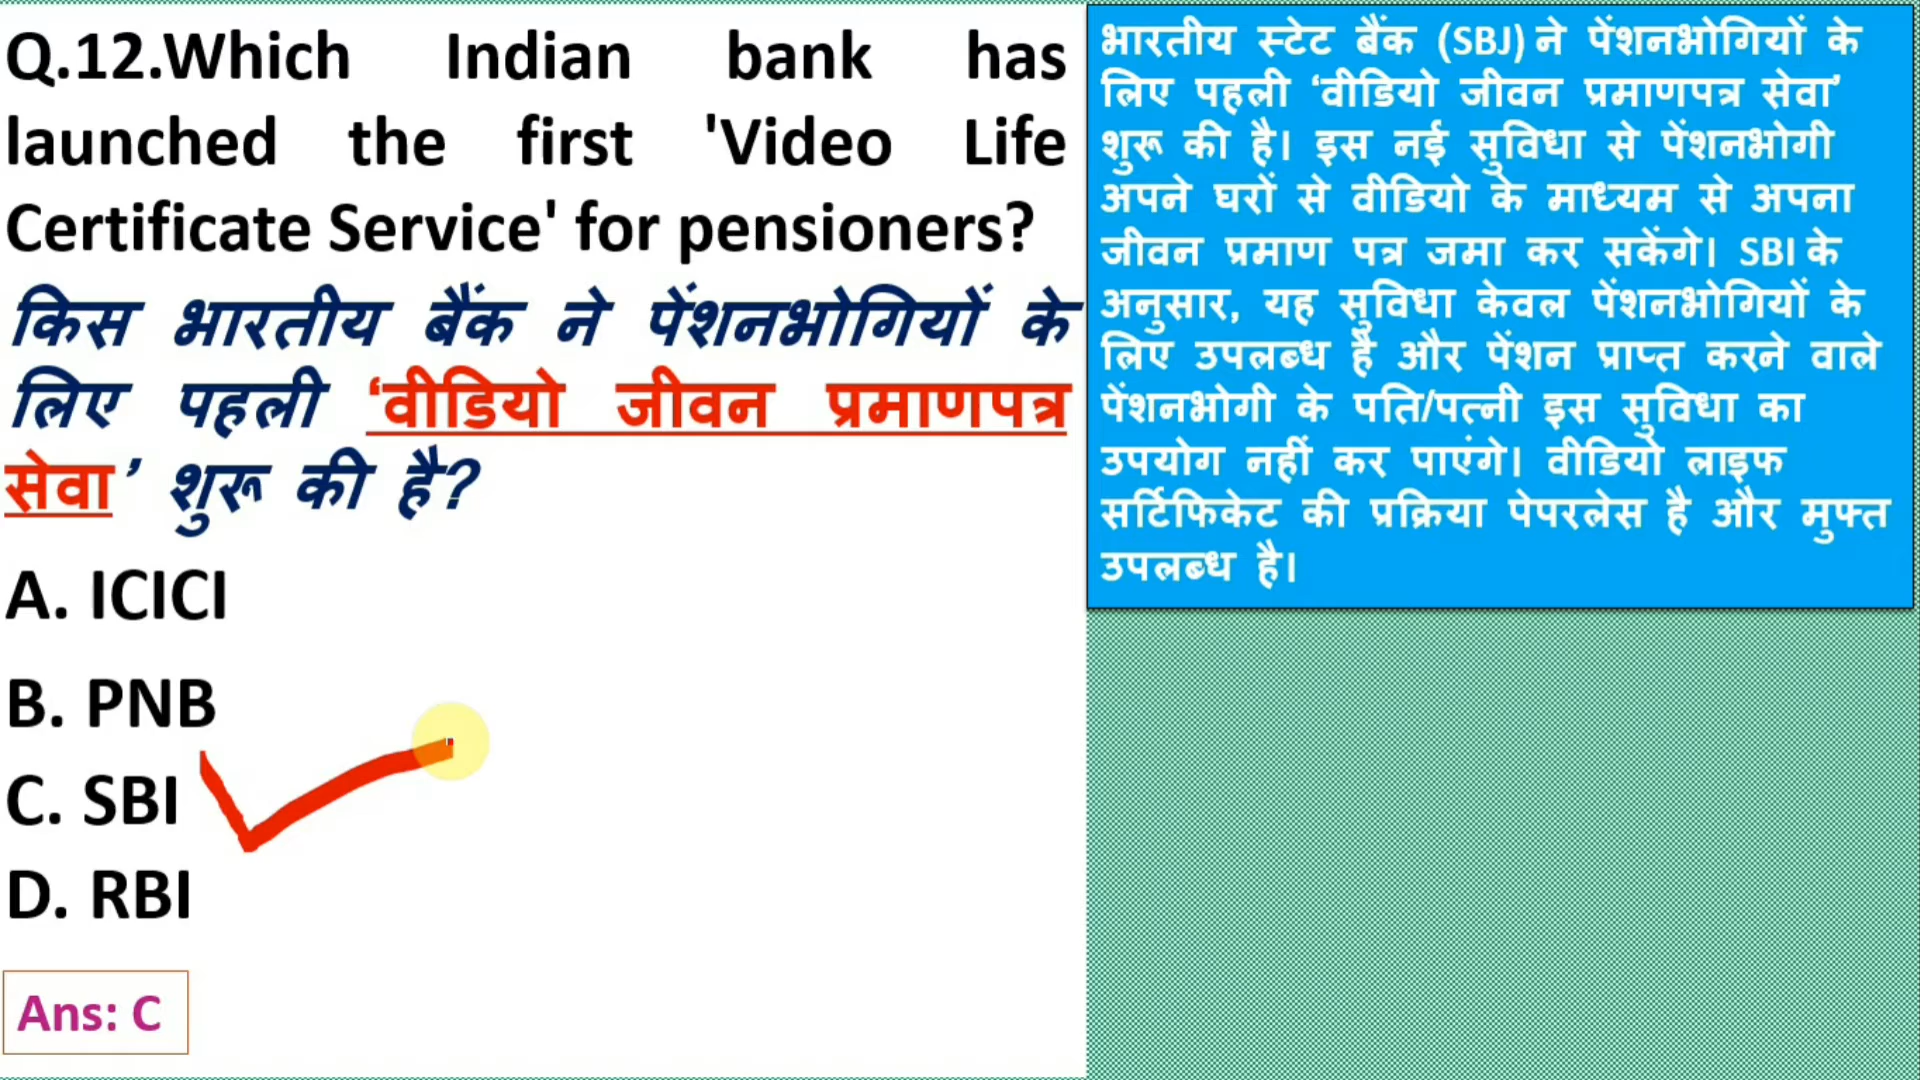 Q.12.Which Indian bank has
launched the first 'Video Life
Certificate Service' for pensioners?
किस भारतीय बैंक ने पेंशनभोगियों के
लिए पहली ‘वीडियो जीवन प्रमाणपत्र
सेवा’ शुरू की है?
A. ICICI
B. PNB
C. SBI
D. RBI
Ans: C
भारतीय स्टेट बैंक (SBJ) ने पेंशनभोगियों के
लिए पहली ‘वीडियो जीवन प्रमाणपत्र सेवा’
शुरू की है। इस नई सुविधा से पेंशनभोगी
अपने घरों से वीडियो के माध्यम से अपना
जीवन प्रमाण पत्र जमा कर सकेंगे। SBI के
अनुसार, यह सुविधा केवल पेंशनभोगियों के
लिए उपलब्ध है और पेंशन प्राप्त करने वाले
पेंशनभोगी के पति/पत्नी इस सुविधा का
उपयोग नहीं कर पाएंगे। वीडियो लाइफ
सर्टिफिकेट की प्रक्रिया पेपरलेस है और मुफ्त
उपलब्ध है।